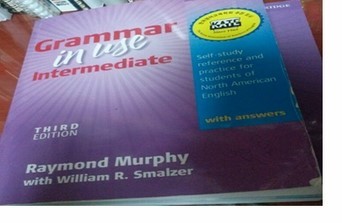 Grammar
in use
Intermediate
THIRD
EDITION
Raymond Murphy
with William R. Smalzer
Self-study
reference and
practice for
students of
North American
English
with answers